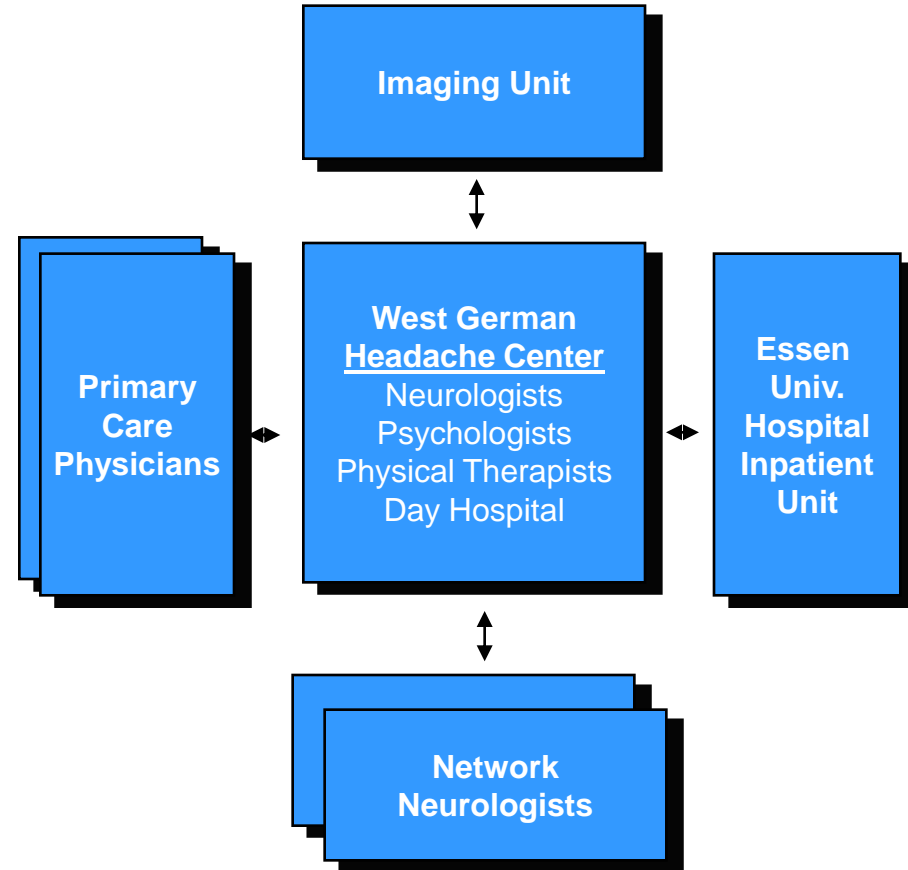 Imaging Unit
West German
Headache Center
Neurologists
Psychologists
Physical Therapists
Day Hospital
Primary
Care
Physicians
Essen
Univ.
Hospital
Inpatient
Unit
Network
Neurologists